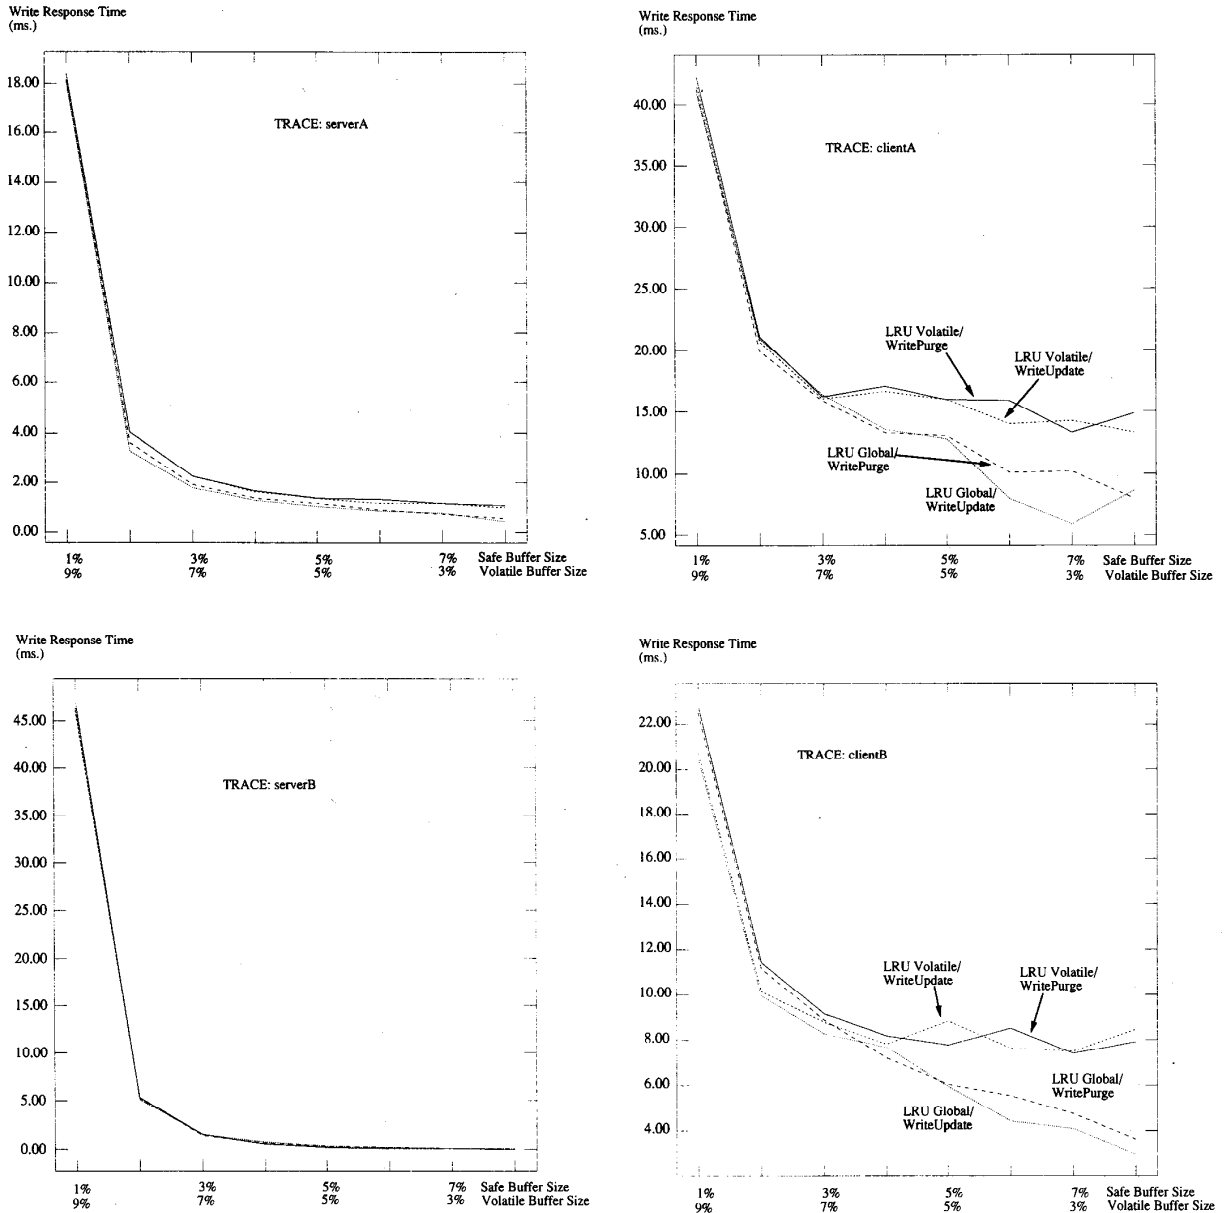 Write Response Time
(ms.)
18.00
16.00
14.00
12.00
10.00
8.00
6.00
4.00
2.00
0.00
TRACE: serverA
1% 3% 5% 7% Safe Buffer Size
9% 7% 5% 3% Volatile Buffer Size
Write Response Time
(ms.)
40.00
35.00
30.00
25.00
20.00
15.00
10.00
5.00
TRACE: clientA
LRU Volatile/
WritePurge
LRU Volatile/
WriteUpdate
LRU Global/
WritePurge
LRU Global/
WriteUpdate
1% 3% 5% 7% Safe Buffer Size
9% 7% 5% 3% Volatile Buffer Size
Write Response Time
(ms.)
45.00
40.00
35.00
30.00
25.00
20.00
15.00
10.00
5.00
0.00
TRACE: serverB
1% 3% 5% 7% Safe Buffer Size
9% 7% 5% 3% Volatile Buffer Size
Write Response Time
(ms.)
22.00
20.00
18.00
16.00
14.00
12.00
10.00
8.00
6.00
4.00
TRACE: clientB
LRU Volatile/
WriteUpdate
LRU Volatile/
WritePurge
LRU Global/
WritePurge
LRU Global/
WriteUpdate
1% 3% 5% 7% Safe Buffer Size
9% 7% 5% 3% Volatile Buffer Size